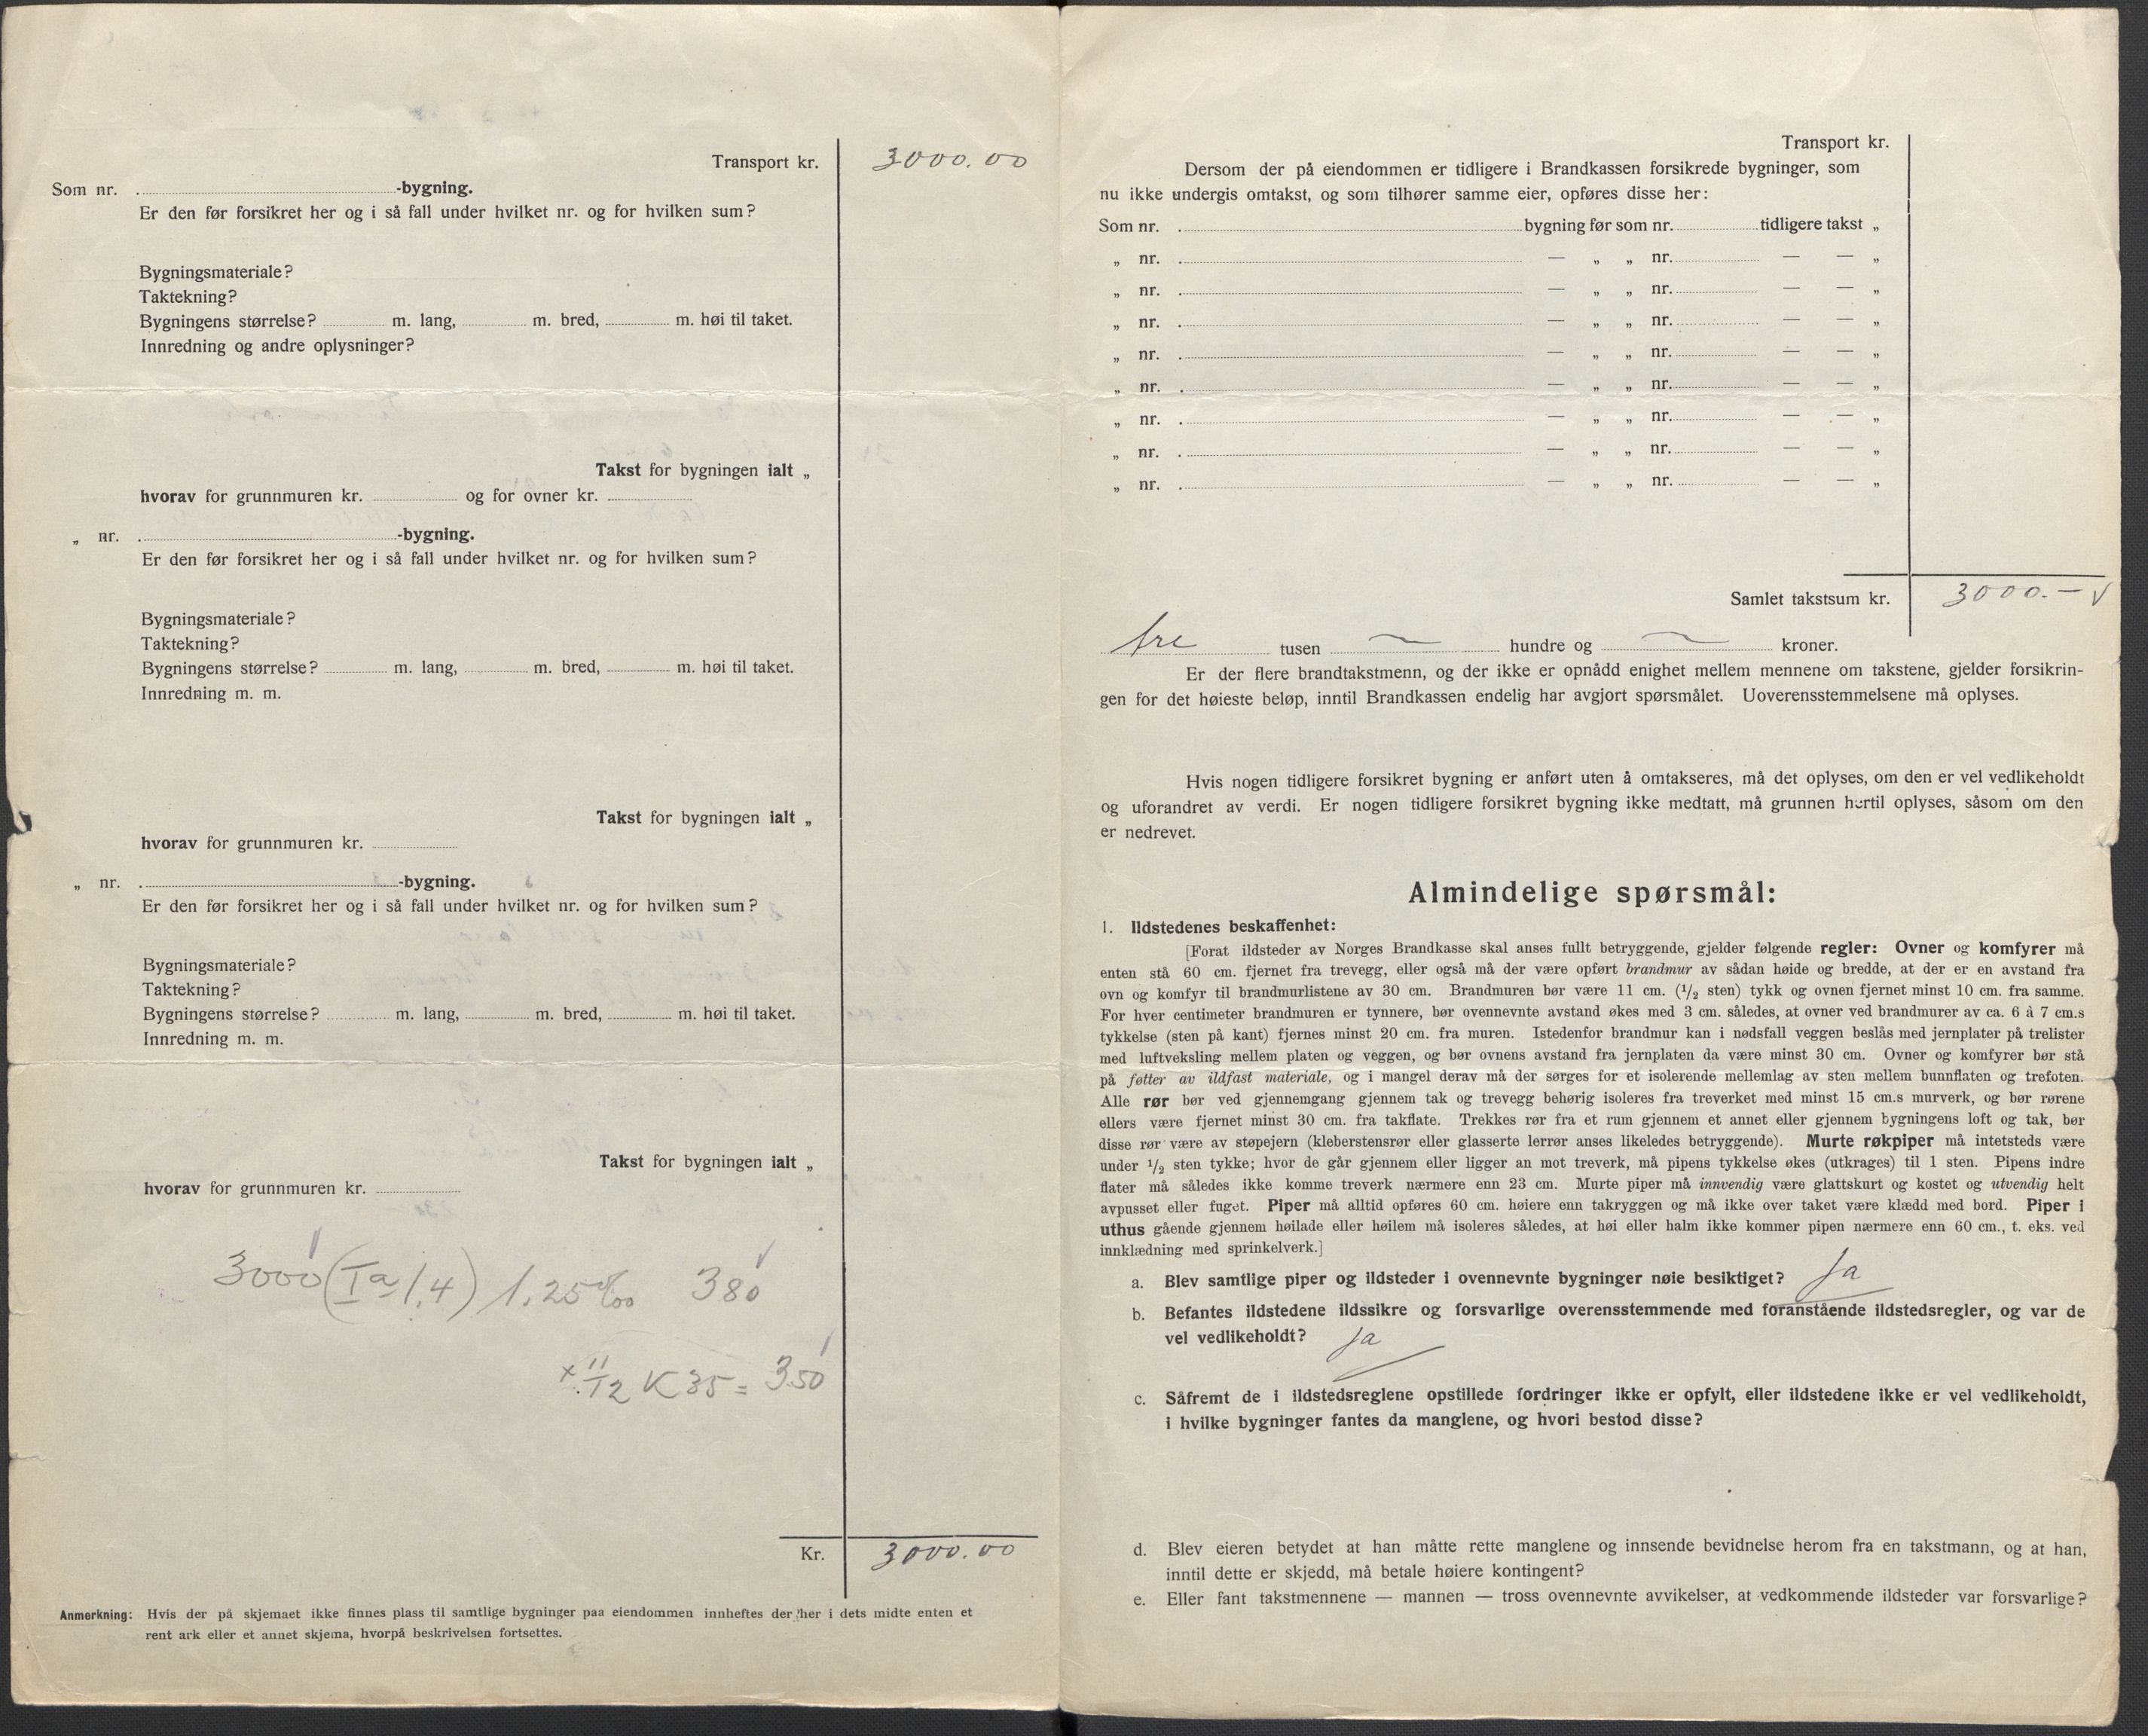 Transport kr. 3000.00
Som nr. -bygning.
Er den før forsikret her og i så fall under hvilket nr. og for hvilken sum?
Bygningsmateriale?
Taktekning?
Bygningens størrelse? m. lang, m. bred, m. høi til taket.
Innredning og andre oplysninger?
Takst for bygningen ialt „
hvorav for grunnmuren kr. og for ovner kr.
„ nr. -bygning.
Er den før forsikret her og i så fall under hvilket nr. og for hvilken sum?
Bygningsmateriale?
Taktekning?
Bygningens størrelse? m. lang, m. bred, m. høi til taket.
Innredning m. m.
Takst for bygningen ialt „
hvorav for grunnmuren kr.
„ nr. -bygning.
Er den før forsikret her og i så fall under hvilket nr. og for hvilken sum?
Bygningsmateriale?
Taktekning?
Bygningens størrelse? m. lang, m. bred, m. høi til taket.
Innredning m. m.
Takst for bygningen ialt „
hvorav for grunnmuren kr.
3000 (Ia 1,4) 1.25‰ 380
× 11/12 K 35 = 3.50
Kr. 3000.00
Anmerkning: Hvis der på skjemaet ikke finnes plass til samtlige bygninger paa eiendommen innheftes der her i dets midte enten et
rent ark eller et annet skjema, hvorpå beskrivelsen fortsettes.
Transport kr.
Dersom der på eiendommen er tidligere i Brandkassen forsikrede bygninger, som
nu ikke undergis omtakst, og som tilhører samme eier, opføres disse her:
Som nr. bygning før som nr. tidligere takst „
„ nr. — „ „ nr. — — „
„ nr. — „ „ nr. — — „
„ nr. — „ „ nr. — — „
„ nr. — „ „ nr. — — „
„ nr. — „ „ nr. — — „
„ nr. — „ „ nr. — — „
„ nr. — „ „ nr. — — „
„ nr. — „ „ nr. — — „
Samlet takstsum kr. 3000.— V
tre tusen — hundre og — kroner.
Er der flere brandtakstmenn, og der ikke er opnådd enighet mellem mennene om takstene, gjelder forsikrin-
gen for det høieste beløp, inntil Brandkassen endelig har avgjort spørsmålet. Uoverensstemmelsene må oplyses.
Hvis nogen tidligere forsikret bygning er anført uten å omtakseres, må det oplyses, om den er vel vedlikeholdt
og uforandret av verdi. Er nogen tidligere forsikret bygning ikke medtatt, må grunnen hertil oplyses, såsom om den
er nedrevet.
Almindelige spørsmål:
1. Ildstedenes beskaffenhet:
[Forat ildsteder av Norges Brandkasse skal anses fullt betryggende, gjelder følgende regler: Ovner og komfyrer må
enten stå 60 cm. fjernet fra trevegg, eller også må der være opført brandmur av sådan høide og bredde, at der er en avstand fra
ovn og komfyr til brandmurlistene av 30 cm. Brandmuren bør være 11 cm. (1/2 sten) tykk og ovnen fjernet minst 10 cm. fra samme.
For hver centimeter brandmuren er tynnere, bør ovennevnte avstand økes med 3 cm. således, at ovner ved brandmurer av ca. 6 à 7 cm.s
tykkelse (sten på kant) fjernes minst 20 cm. fra muren. Istedenfor brandmur kan i nødsfall veggen beslås med jernplater på trelister
med luftveksling mellem platen og veggen, og bør ovnens avstand fra jernplaten da være minst 30 cm. Ovner og komfyrer bør stå
på føtter av ildfast materiale, og i mangel derav må der sørges for et isolerende mellemlag av sten mellem bunnflaten og trefoten.
Alle rør bør ved gjennemgang gjennem tak og trevegg behørig isoleres fra treverket med minst 15 cm.s murverk, og bør rørene
ellers være fjernet minst 30 cm. fra takflate. Trekkes rør fra et rum gjennem et annet eller gjennem bygningens loft og tak, bør
disse rør være av støpejern (kleberstensrør eller glasserte lerrør anses likeledes betryggende). Murte røkpiper må intetsteds være
under 1/2 sten tykke; hvor de går gjennem eller ligger an mot treverk, må pipens tykkelse økes (utkrages) til 1 sten. Pipens indre
flater må således ikke komme treverk nærmere enn 23 cm. Murte piper må innvendig være glattskurt og kostet og utvendig helt
avpusset eller fuget. Piper må alltid opføres 60 cm. høiere enn takryggen og må ikke over taket være klædd med bord. Piper i
uthus gående gjennem høilade eller høilem må isoleres således, at høi eller halm ikke kommer pipen nærmere enn 60 cm., t. eks. ved
innklædning med sprinkelverk.]
a. Blev samtlige piper og ildsteder i ovennevnte bygninger nøie besiktiget? Ja
b. Befantes ildstedene ildssikre og forsvarlige overensstemmende med foranstående ildstedsregler, og var de
vel vedlikeholdt? ja
c. Såfremt de i ildstedsreglene opstillede fordringer ikke er opfylt, eller ildstedene ikke er vel vedlikeholdt,
i hvilke bygninger fantes da manglene, og hvori bestod disse?
d. Blev eieren betydet at han måtte rette manglene og innsende bevidnelse herom fra en takstmann, og at han,
inntil dette er skjedd, må betale høiere kontingent?
e. Eller fant takstmennene — mannen — tross ovennevnte avvikelser, at vedkommende ildsteder var forsvarlige?